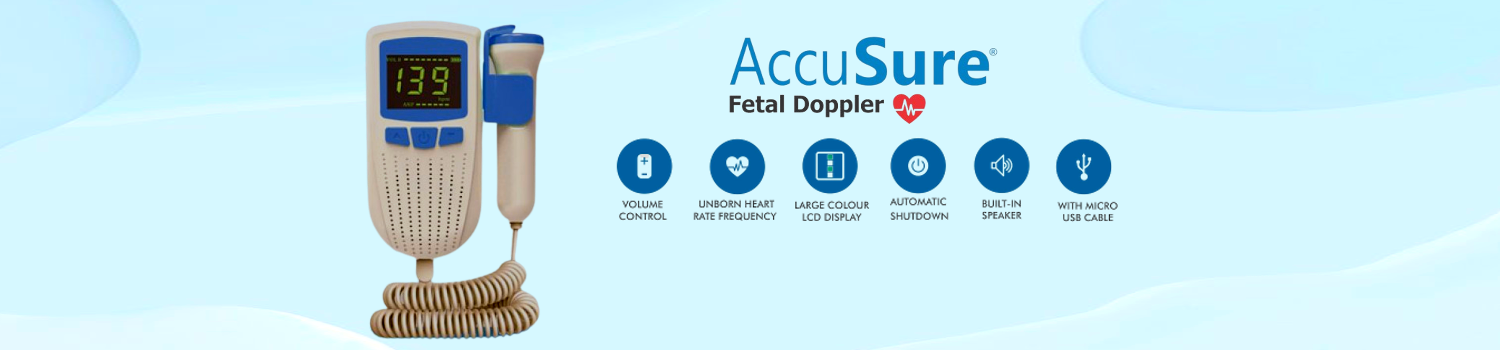 139
bpm
AccuSure®
Fetal Doppler
VOLUME
CONTROL
UNBORN HEART
RATE FREQUENCY
LARGE COLOUR
LCD DISPLAY
AUTOMATIC
SHUTDOWN
BUILT-IN
SPEAKER
WITH MICRO
USB CABLE